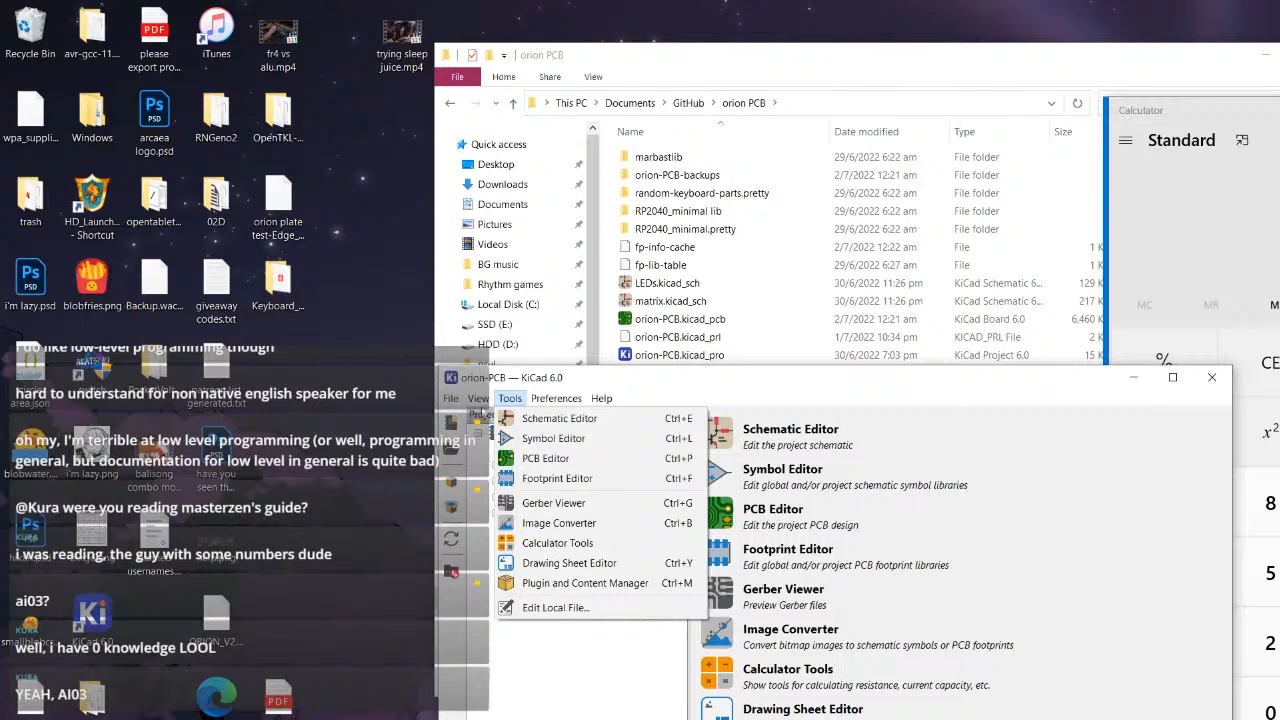 Recycle Bin
avr-gcc-11...
please
export pro...
iTunes
fr4 vs
alu.mp4
trying sleep
juice.mp4
wpa_suppli...
Windows
arcaea
logo.psd
RNGeno2
OpenTKL-...
trash
HD_Launch...
- Shortcut
opentablet...
02D
orion plate
test-Edge_...
i'm lazy.psd
blobfries.png
Backup.wac...
giveaway
codes.txt
Keyboard_...
hard to understand for non native english speaker for me
oh my, I'm terrible at low level programming (or well, programming in
general, but documentation for low level in general is quite bad)
@Kura were you reading masterzen's guide?
i was reading, the guy with some numbers dude
usernames...
ai03?
KiCad 6.0
ORION_V2...
well, i have 0 knowledge LOOL
YEAH, AI03
orion PCB
File
Home
Share
View
This PC
Documents
GitHub
orion PCB
Name
Date modified
Type
Size
Quick access
Desktop
Downloads
Documents
Pictures
Videos
BG music
Rhythm games
Local Disk (C:)
SSD (E:)
HDD (D:)
marbastlib 29/6/2022 6:22 am File folder
orion-PCB-backups 2/7/2022 12:21 am File folder
random-keyboard-parts.pretty 29/6/2022 6:22 am File folder
RP2040_minimal lib 29/6/2022 6:22 am File folder
RP2040_minimal.pretty 29/6/2022 6:22 am File folder
fp-info-cache 2/7/2022 12:22 am File 1 K
fp-lib-table 29/6/2022 6:27 am File 1 K
LEDs.kicad_sch 30/6/2022 11:26 pm KiCad Schematic 6... 129 K
matrix.kicad_sch 30/6/2022 11:26 pm KiCad Schematic 6... 217 K
orion-PCB.kicad_pcb 2/7/2022 12:21 am KiCad Board 6.0 6,460 K
orion-PCB.kicad_prl 1/7/2022 10:34 pm KICAD_PRL File 2 K
orion-PCB.kicad_pro 30/6/2022 7:03 pm KiCad Project 6.0 15 K
Calculator
Standard
MC
MR
M
%
CE
x²
8
5
2
0
orion-PCB — KiCad 6.0
File
View
Tools
Preferences
Help
Schematic Editor Ctrl+E
Symbol Editor Ctrl+L
PCB Editor Ctrl+P
Footprint Editor Ctrl+F
Gerber Viewer Ctrl+G
Image Converter Ctrl+B
Calculator Tools
Drawing Sheet Editor Ctrl+Y
Plugin and Content Manager Ctrl+M
Edit Local File...
Schematic Editor
Edit the project schematic
Symbol Editor
Edit global and/or project schematic symbol libraries
PCB Editor
Edit the project PCB design
Footprint Editor
Edit global and/or project PCB footprint libraries
Gerber Viewer
Preview Gerber files
Image Converter
Convert bitmap images to schematic symbols or PCB footprints
Calculator Tools
Show tools for calculating resistance, current capacity, etc.
Drawing Sheet Editor